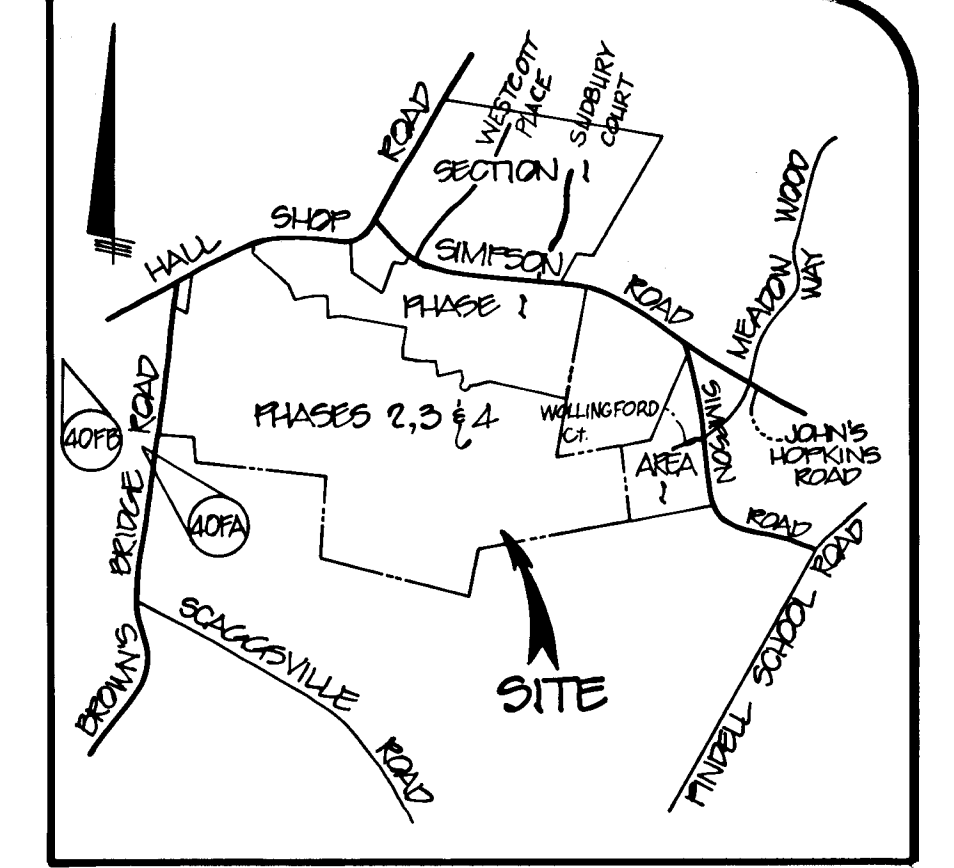 WESTCOTT
PLACE
SUDBURY
COURT
ROAD
SECTION 1
SHOP
HALL
SIMPSON
ROAD
MEADOW WOOD
WAY
PHASE 1
ROAD
PHASES 2, 3 & 4
WOLLINGFORD
Ct.
SIMPSON
JOHN'S
HOPKINS
ROAD
40FB
AREA
1
BRIDGE
40FA
ROAD
PINDELL SCHOOL ROAD
SCAGGSVILLE
ROAD
BROWN'S
SITE